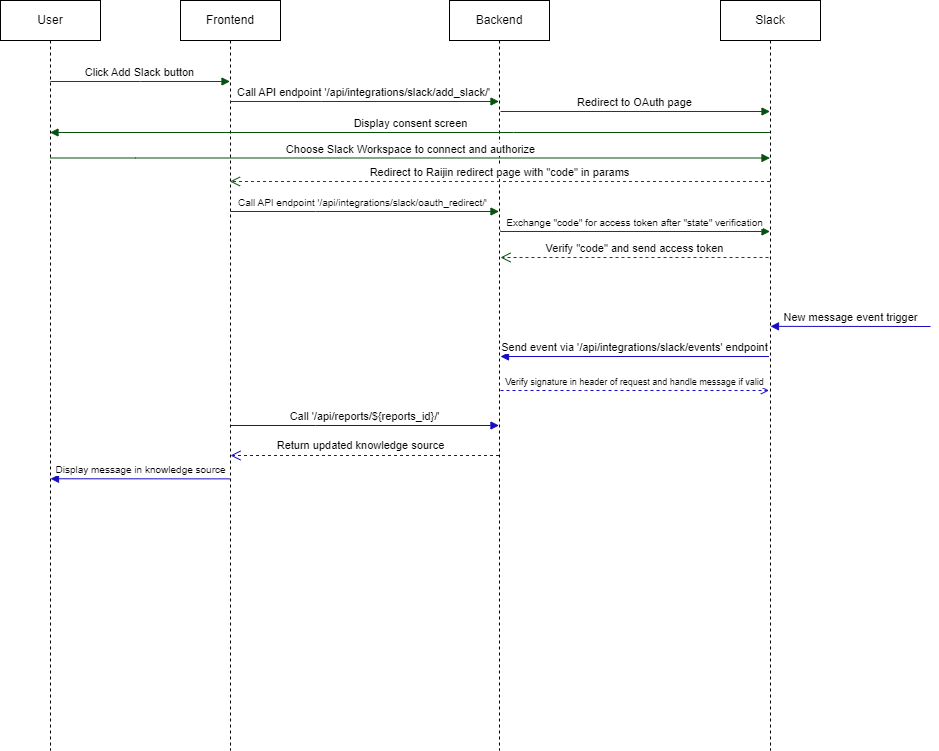 User
Frontend
Backend
Slack
Click Add Slack button
Call API endpoint '/api/integrations/slack/add_slack/'
Redirect to OAuth page
Display consent screen
Choose Slack Workspace to connect and authorize
Redirect to Raijin redirect page with "code" in params
Call API endpoint '/api/integrations/slack/oauth_redirect/'
Exchange "code" for access token after "state" verification
Verify "code" and send access token
New message event trigger
Send event via '/api/integrations/slack/events' endpoint
Verify signature in header of request and handle message if valid
Call '/api/reports/${reports_id}/'
Return updated knowledge source
Display message in knowledge source